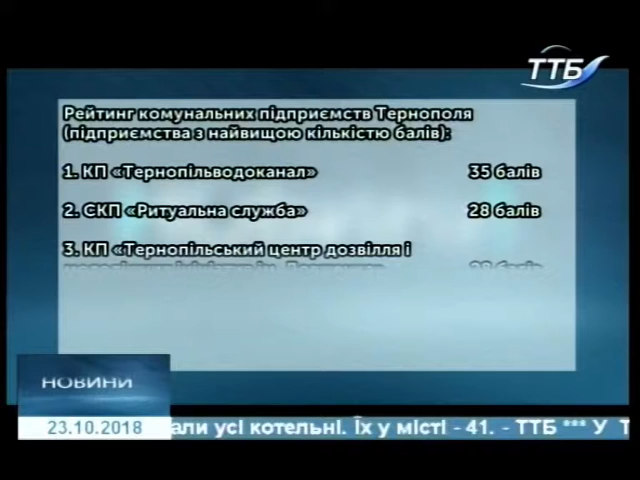 ТТБ
Рейтинг комунальних підприємств Тернополя
(підприємства з найвищою кількістю балів):
1. КП «Тернопільводоканал» 35 балів
2. СКП «Ритуальна служба» 28 балів
3. КП «Тернопільський центр дозвілля і
НОВИНИ
23.10.2018 али усі котельні. Їх у місті - 41. - ТТБ *** У Т